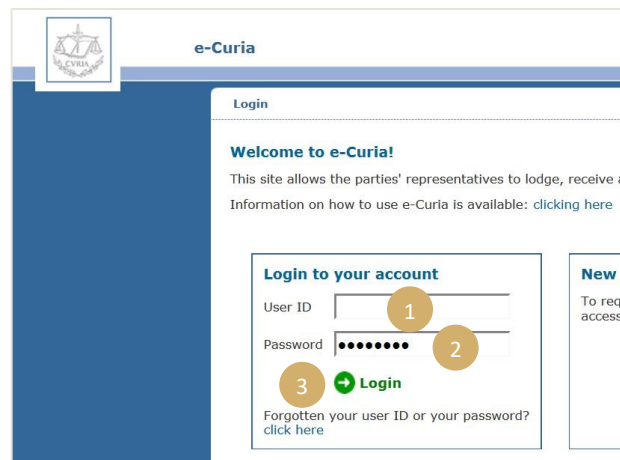 CVRIA
e-Curia
Login
Welcome to e-Curia!
This site allows the parties' representatives to lodge, receive
Information on how to use e-Curia is available: clicking here
Login to your account
User ID
1
Password ●●●●●●●●
2
3
Login
Forgotten your user ID or your password?
click here
New
To req
access